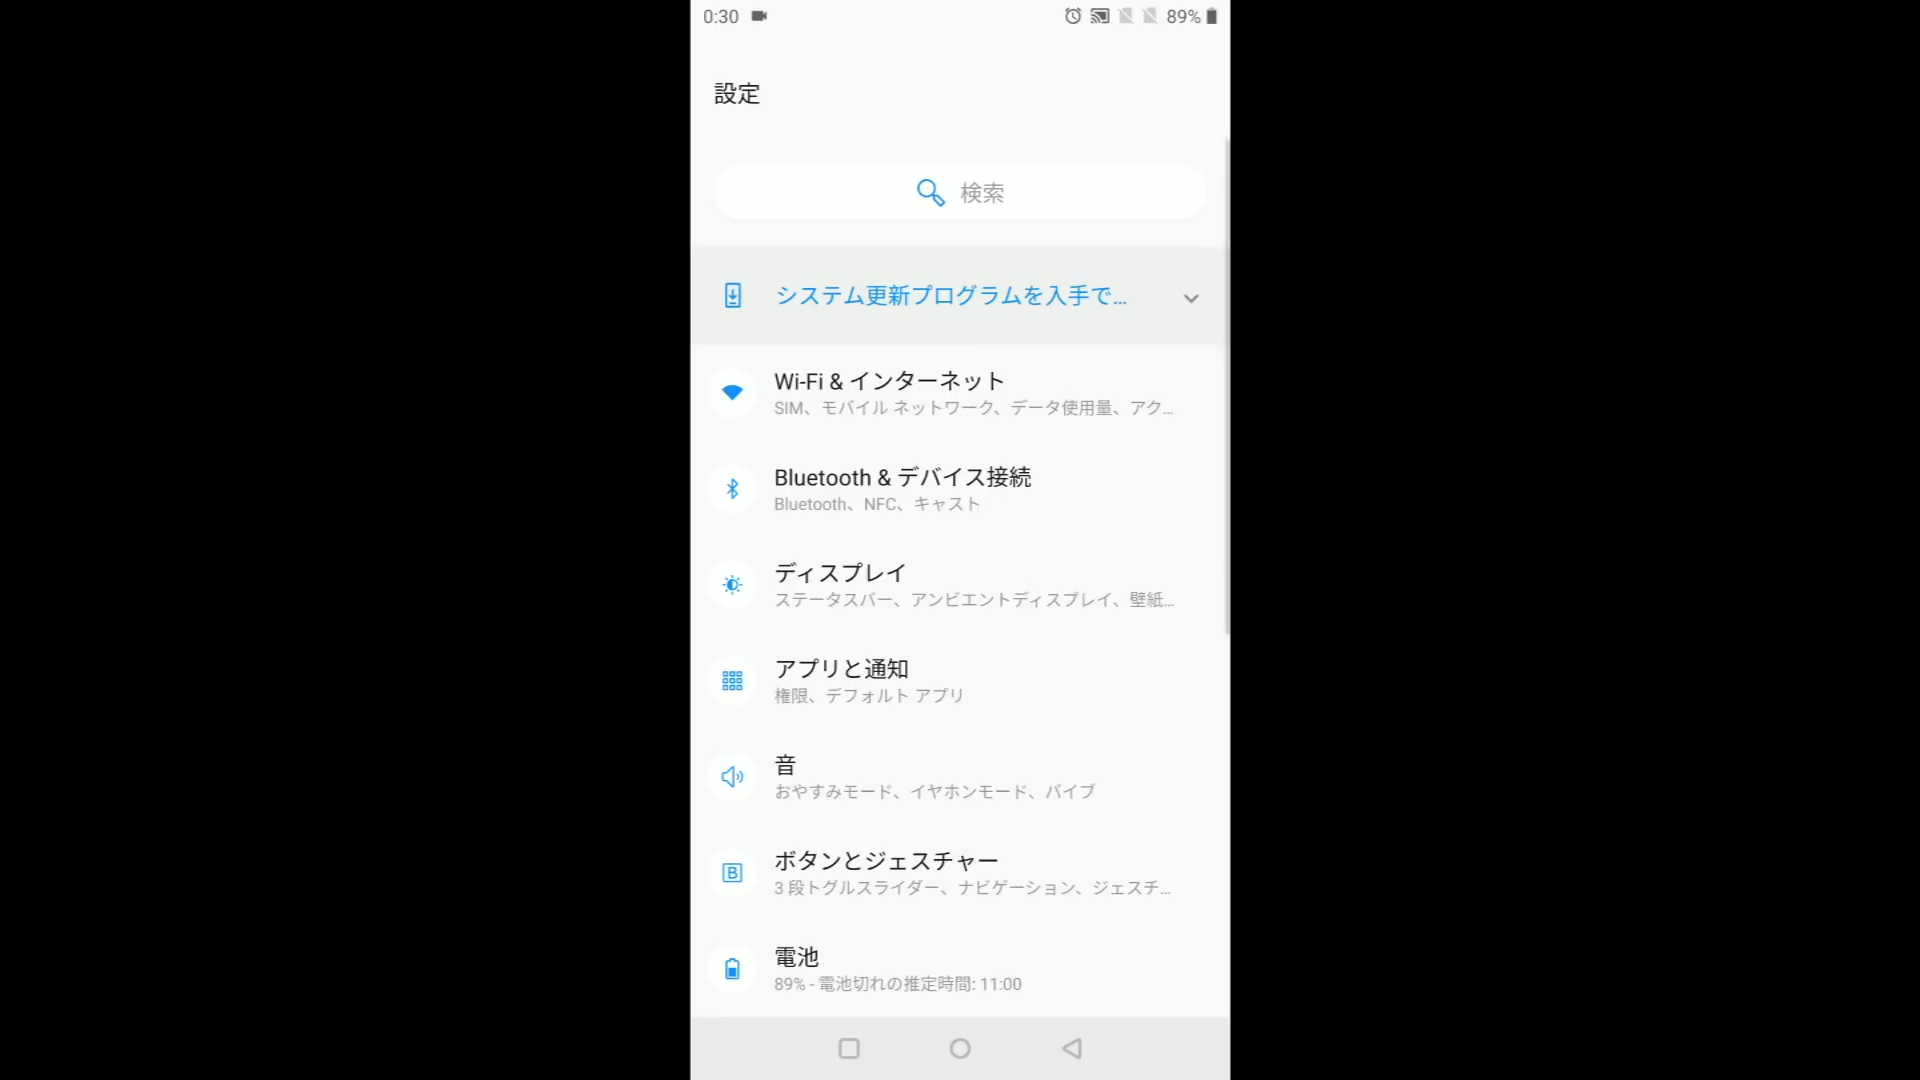 0:30
89%
設定
検索
システム更新プログラムを入手で...
Wi-Fi & インターネット
SIM、モバイル ネットワーク、データ使用量、アク...
Bluetooth & デバイス接続
Bluetooth、NFC、キャスト
ディスプレイ
ステータスバー、アンビエントディスプレイ、壁紙...
アプリと通知
権限、デフォルト アプリ
音
おやすみモード、イヤホンモード、バイブ
ボタンとジェスチャー
3 段トグルスライダー、ナビゲーション、ジェスチ...
電池
89% - 電池切れの推定時間: 11:00